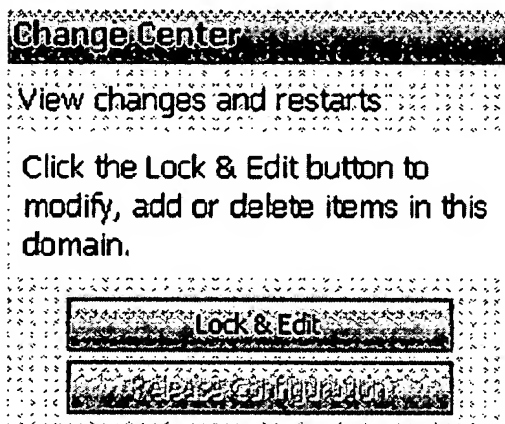 Change Center
View changes and restarts
Click the Lock & Edit button to
modify, add or delete items in this
domain.
Lock & Edit
Release Configuration